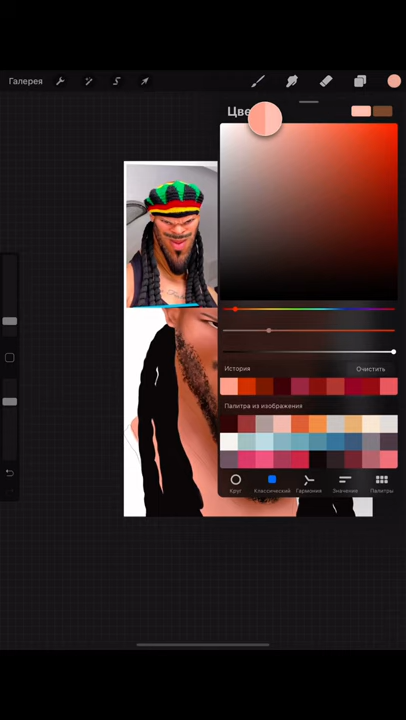 Галерея
Цве
История
Очистить
Палитра из изображения
Круг
Классический
Гармония
Значение
Палитры